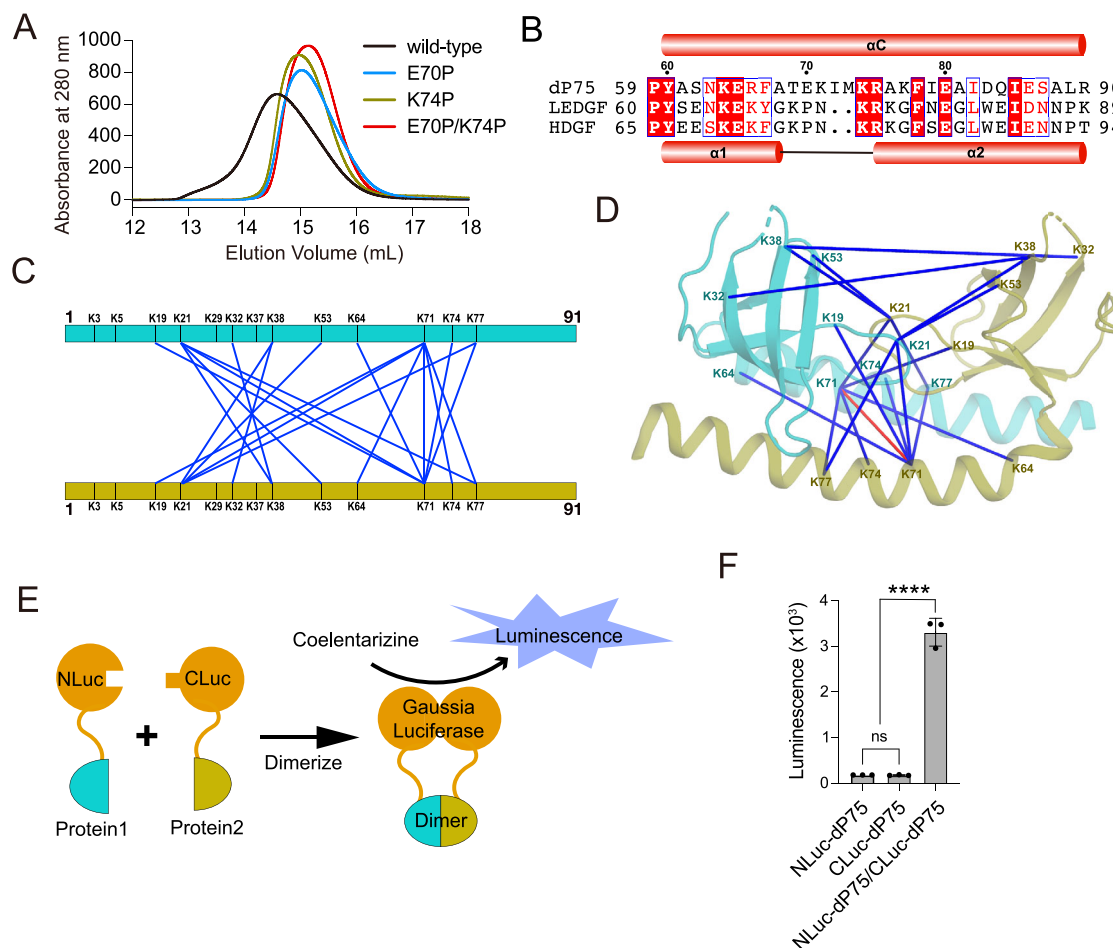 A
Absorbance at 280 nm
1000
800
600
400
200
0
12 13 14 15 16 17 18
Elution Volume (mL)
wild-type
E70P
K74P
E70P/K74P
B
αC
60 70 80
dP75 59 PYASNKERFATEKIMKRAKFIEAIDQIESALR 90
LEDGF 60 PYSENKEKYGKPN..KRKGFNEGLWEIDNNPK 89
HDGF 65 PYEESKEKFGKPN..KRKGFSEGLWEIENNPT 94
α1 α2
C
1 K3 K5 K19 K21 K29 K32 K37 K38 K53 K64 K71 K74 K77 91
1 K3 K5 K19 K21 K29 K32 K37 K38 K53 K64 K71 K74 K77 91
D
K38 K53 K38 K32
K32 K53
K19 K21
K21 K19
K64 K74
K71 K77
K77 K74 K71 K64
E
NLuc + CLuc
Protein1 Protein2
Dimerize
Coelentarizine
Luminescence
Gaussia
Luciferase
Dimer
F
Luminescence (x10³)
4
3
2
1
0
****
ns
NLuc-dP75
CLuc-dP75
NLuc-dP75/CLuc-dP75